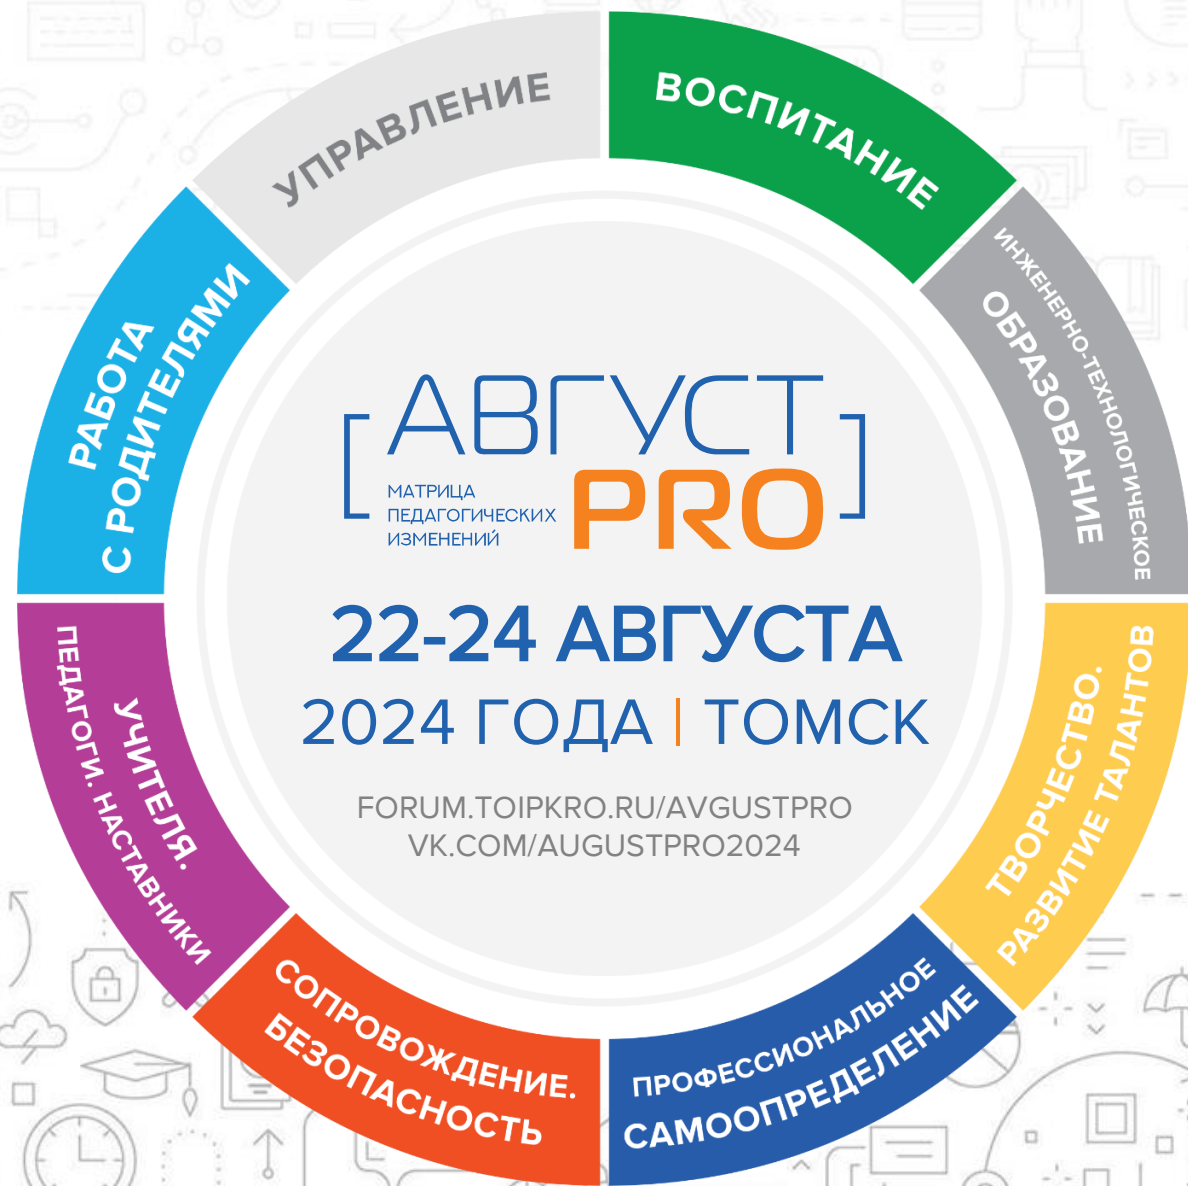 УПРАВЛЕНИЕ
ВОСПИТАНИЕ
ИНЖЕНЕРНО-ТЕХНОЛОГИЧЕСКОЕ
ОБРАЗОВАНИЕ
ТВОРЧЕСТВО.
РАЗВИТИЕ ТАЛАНТОВ
ПРОФЕССИОНАЛЬНОЕ
САМООПРЕДЕЛЕНИЕ
СОПРОВОЖДЕНИЕ.
БЕЗОПАСНОСТЬ
УЧИТЕЛЯ.
ПЕДАГОГИ. НАСТАВНИКИ
РАБОТА
С РОДИТЕЛЯМИ
[АВГУСТ
PRO]
МАТРИЦА
ПЕДАГОГИЧЕСКИХ
ИЗМЕНЕНИЙ
22-24 АВГУСТА
2024 ГОДА | ТОМСК
FORUM.TOIPKRO.RU/AVGUSTPRO
VK.COM/AUGUSTPRO2024